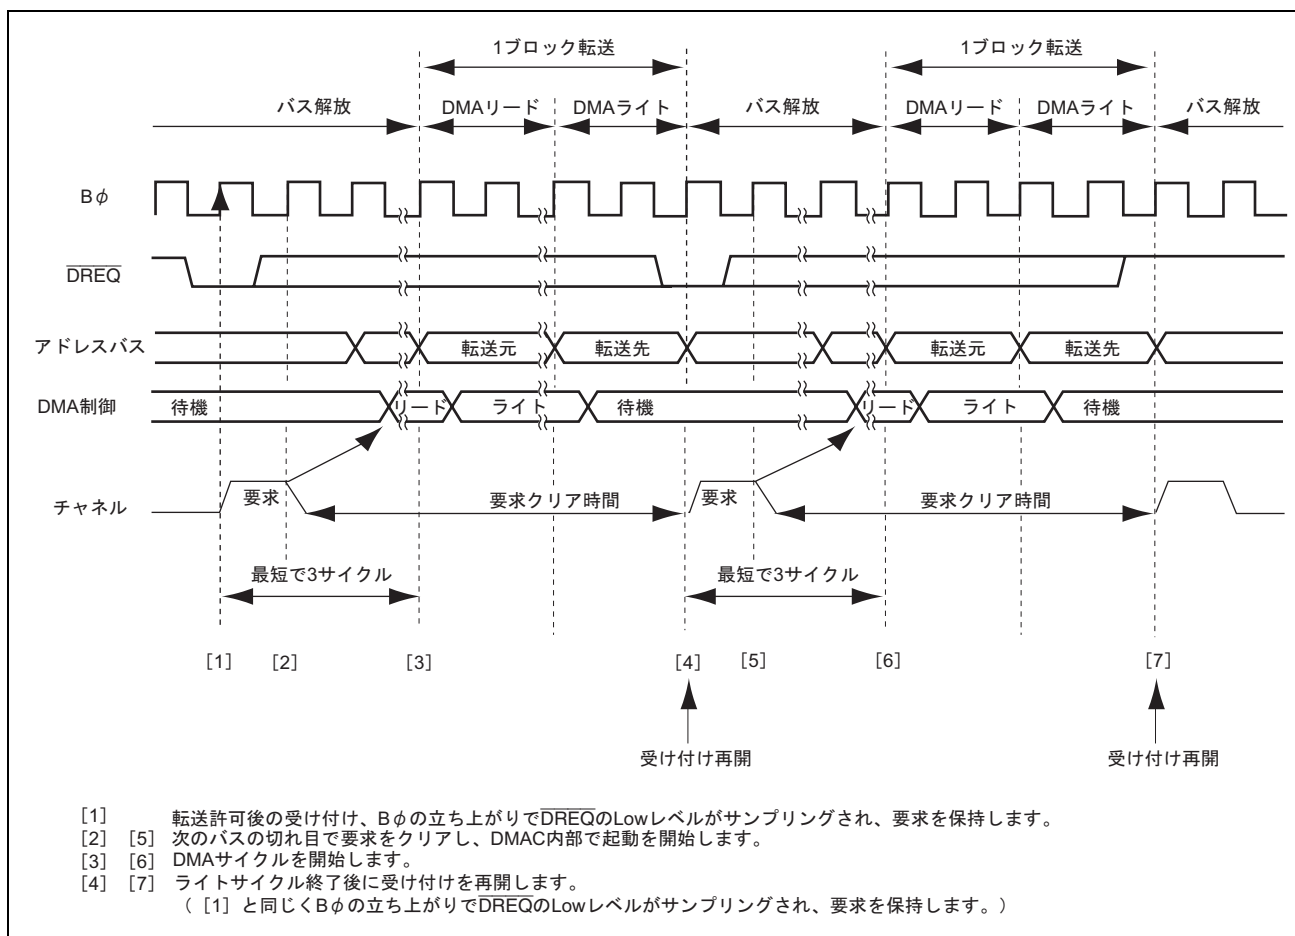 1ブロック転送 1ブロック転送
バス解放 DMAリード DMAライト バス解放 DMAリード DMAライト バス解放
Bφ
DREQ
アドレスバス 転送元 転送先 転送元 転送先
DMA制御 待機 リード ライト 待機 リード ライト 待機
チャネル 要求 要求クリア時間 要求 要求クリア時間
最短で3サイクル 最短で3サイクル
[1] [2] [3] [4] [5] [6] [7]
受け付け再開 受け付け再開
[1] 転送許可後の受け付け、Bφの立ち上がりでDREQのLowレベルがサンプリングされ、要求を保持します。
[2] [5] 次のバスの切れ目で要求をクリアし、DMAC内部で起動を開始します。
[3] [6] DMAサイクルを開始します。
[4] [7] ライトサイクル終了後に受け付けを再開します。
([1]と同じくBφの立ち上がりでDREQのLowレベルがサンプリングされ、要求を保持します。)